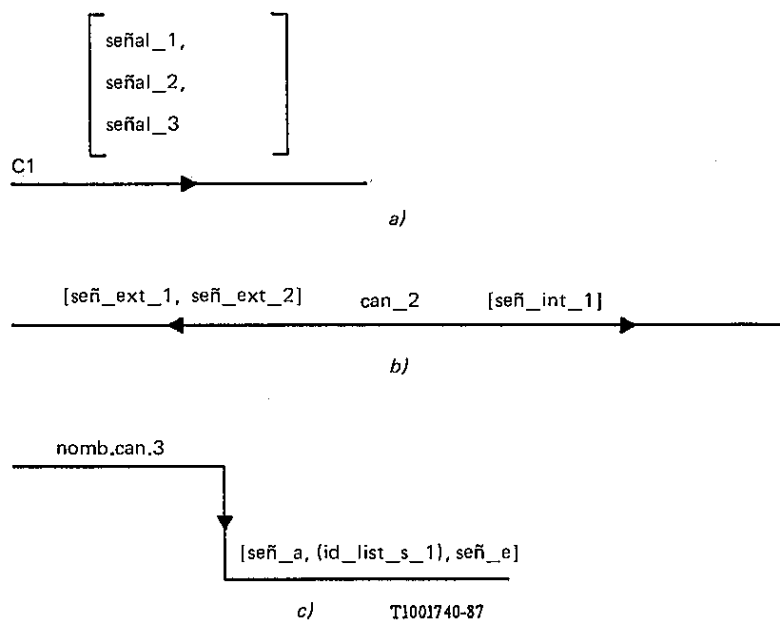 señal_1,
señal_2,
señal_3
C1
a)
[señ_ext_1, señ_ext_2] can_2 [señ_int_1]
b)
nomb.can.3
[señ_a, (id_list_s_1), señ_e]
c) T1001740-87